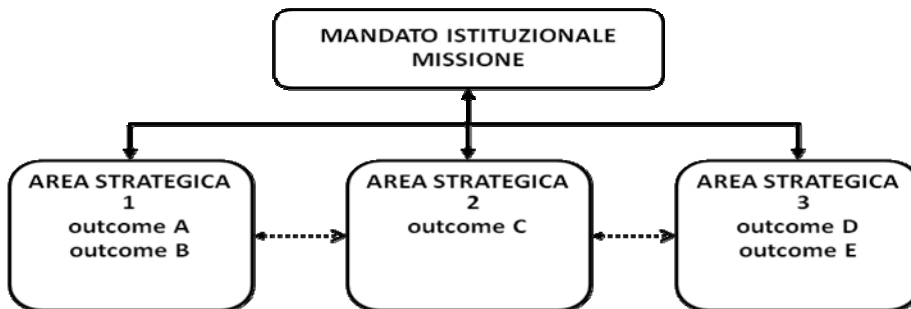 MANDATO ISTITUZIONALE
MISSIONE
AREA STRATEGICA
1
outcome A
outcome B
AREA STRATEGICA
2
outcome C
AREA STRATEGICA
3
outcome D
outcome E